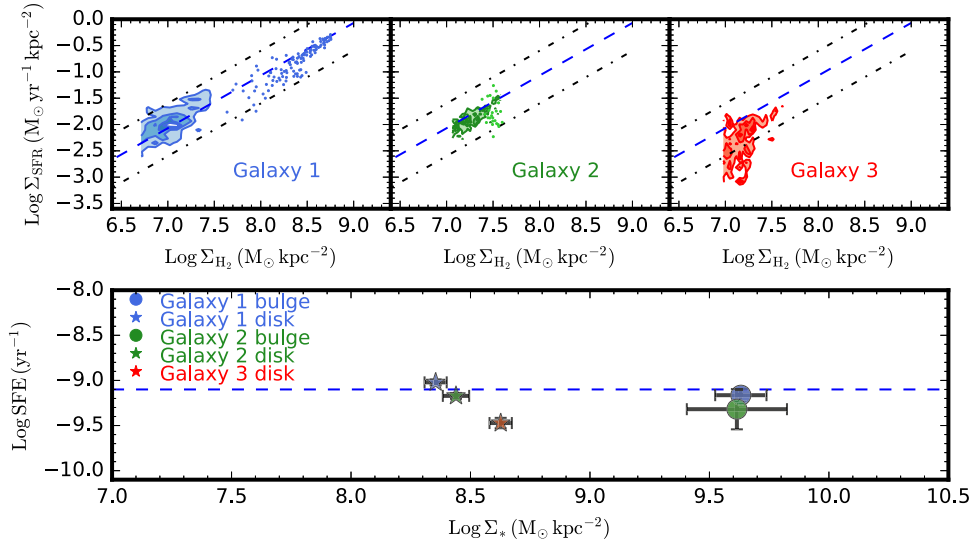 0.0
−0.5
−1.0
−1.5
−2.0
−2.5
−3.0
−3.5
Log Σ_SFR (M_⊙ yr⁻¹ kpc⁻²)
Galaxy 1
Galaxy 2
Galaxy 3
6.5 7.0 7.5 8.0 8.5 9.0
6.5 7.0 7.5 8.0 8.5 9.0
6.5 7.0 7.5 8.0 8.5 9.0
Log Σ_H₂ (M_⊙ kpc⁻²)
Log Σ_H₂ (M_⊙ kpc⁻²)
Log Σ_H₂ (M_⊙ kpc⁻²)
−8.0
−8.5
−9.0
−9.5
−10.0
Log SFE (yr⁻¹)
Galaxy 1 bulge
Galaxy 1 disk
Galaxy 2 bulge
Galaxy 2 disk
Galaxy 3 disk
7.0 7.5 8.0 8.5 9.0 9.5 10.0 10.5
Log Σ_* (M_⊙ kpc⁻²)